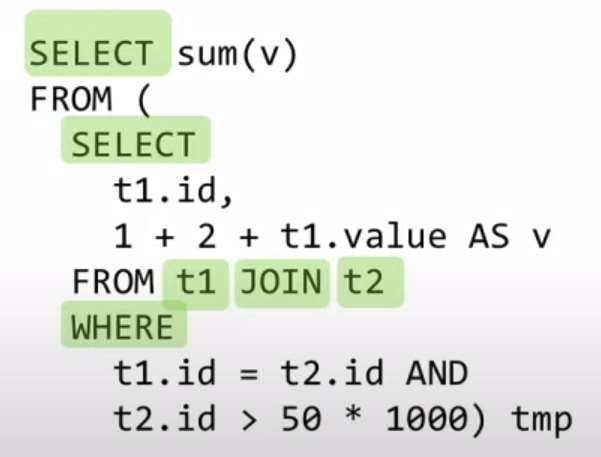 SELECT sum(v)
FROM (
SELECT
t1.id,
1 + 2 + t1.value AS v
FROM t1 JOIN t2
WHERE
t1.id = t2.id AND
t2.id > 50 * 1000) tmp